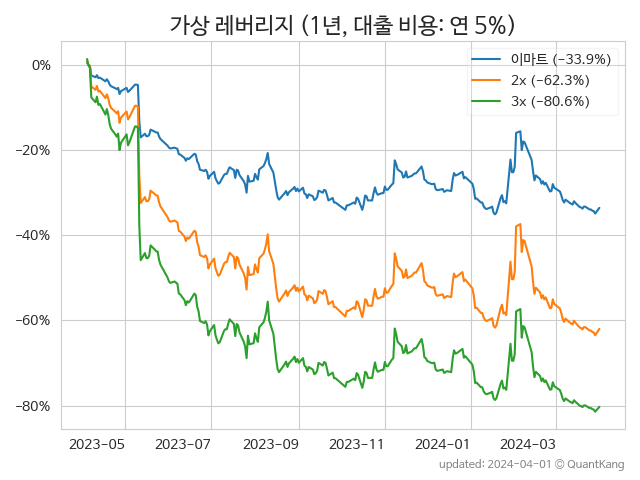 가상 레버리지 (1년, 대출 비용: 연 5%)
이마트 (−33.9%)
2x (−62.3%)
3x (−80.6%)
0%
−20%
−40%
−60%
−80%
2023-05 2023-07 2023-09 2023-11 2024-01 2024-03
updated: 2024-04-01 © QuantKang